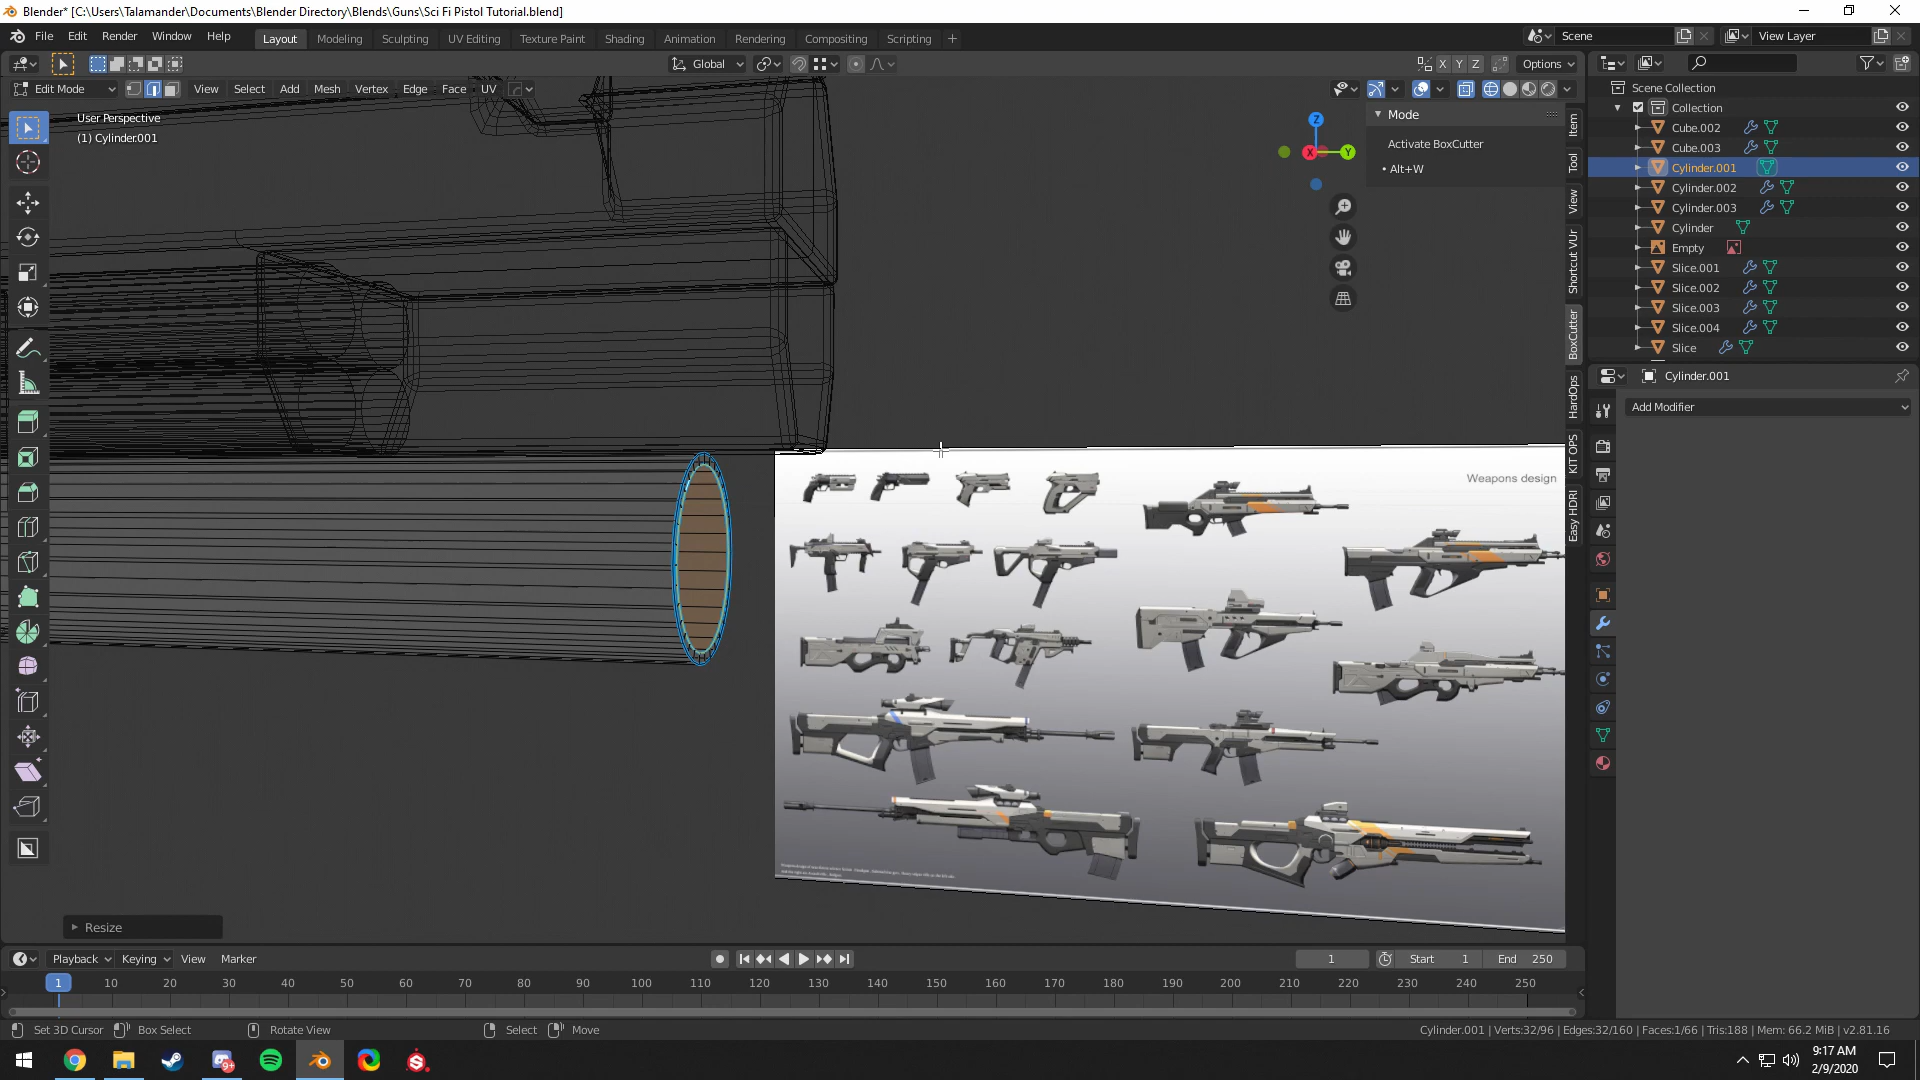 Blender* [C:\Users\Talamander\Documents\Blender Directory\Blends\Guns\Sci Fi Pistol Tutorial.blend]
File Edit Render Window Help Layout Modeling Sculpting UV Editing Texture Paint Shading Animation Rendering Compositing Scripting + Scene View Layer
Global X Y Z Options
Edit Mode View Select Add Mesh Vertex Edge Face UV
User Perspective
(1) Cylinder.001
Z
X
Y
Mode
Activate BoxCutter
• Alt+W
Item
Tool
View
Shortcut VUr
BoxCutter
HardOps
KIT OPS
Easy HDRI
Scene Collection
Collection
Cube.002
Cube.003
Cylinder.001
Cylinder.002
Cylinder.003
Cylinder
Empty
Slice.001
Slice.002
Slice.003
Slice.004
Slice
Cylinder.001
Add Modifier
Weapons design
Resize
Playback Keying View Marker 1 Start 1 End 250
1 10 20 30 40 50 60 70 80 90 100 110 120 130 140 150 160 170 180 190 200 210 220 230 240 250
Set 3D Cursor Box Select Rotate View Select Move Cylinder.001 | Verts:32/96 | Edges:32/160 | Faces:1/66 | Tris:188 | Mem: 66.2 MiB | v2.81.16
9+
9:17 AM
2/9/2020